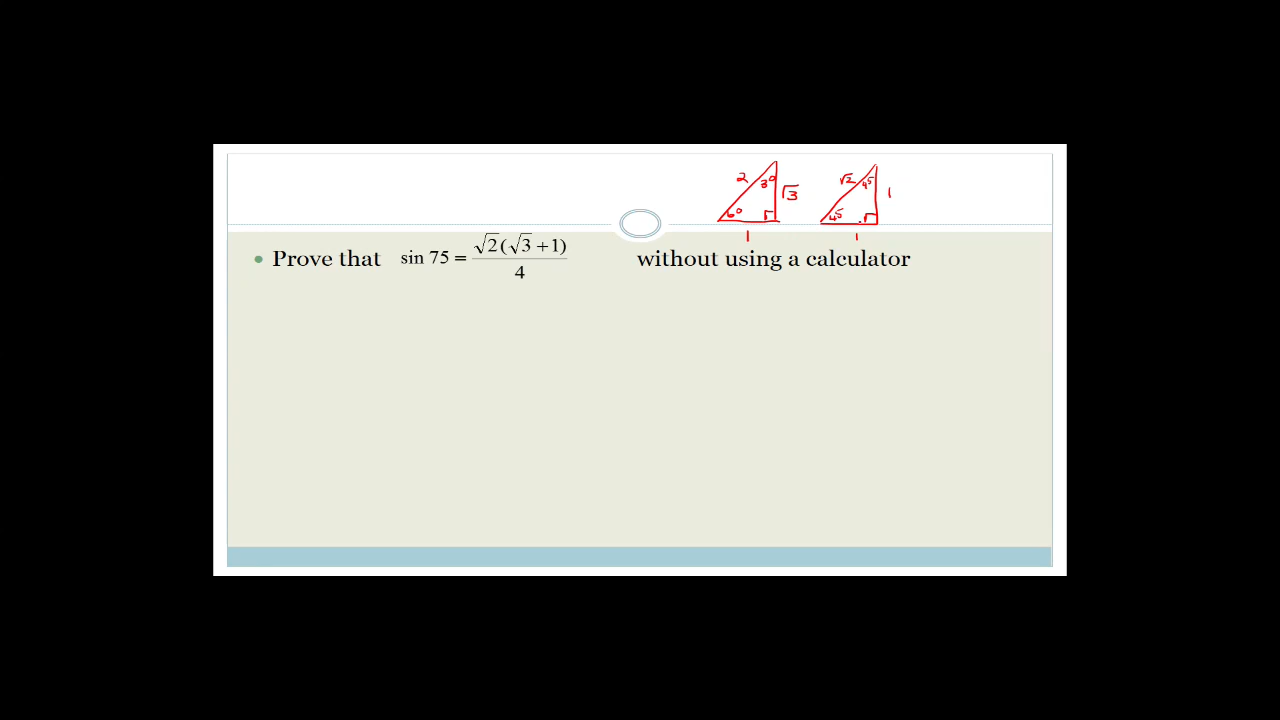 2 30 √3 60 1
√2 45 1 45 1
Prove that sin 75 = √2(√3+1)/4 without using a calculator